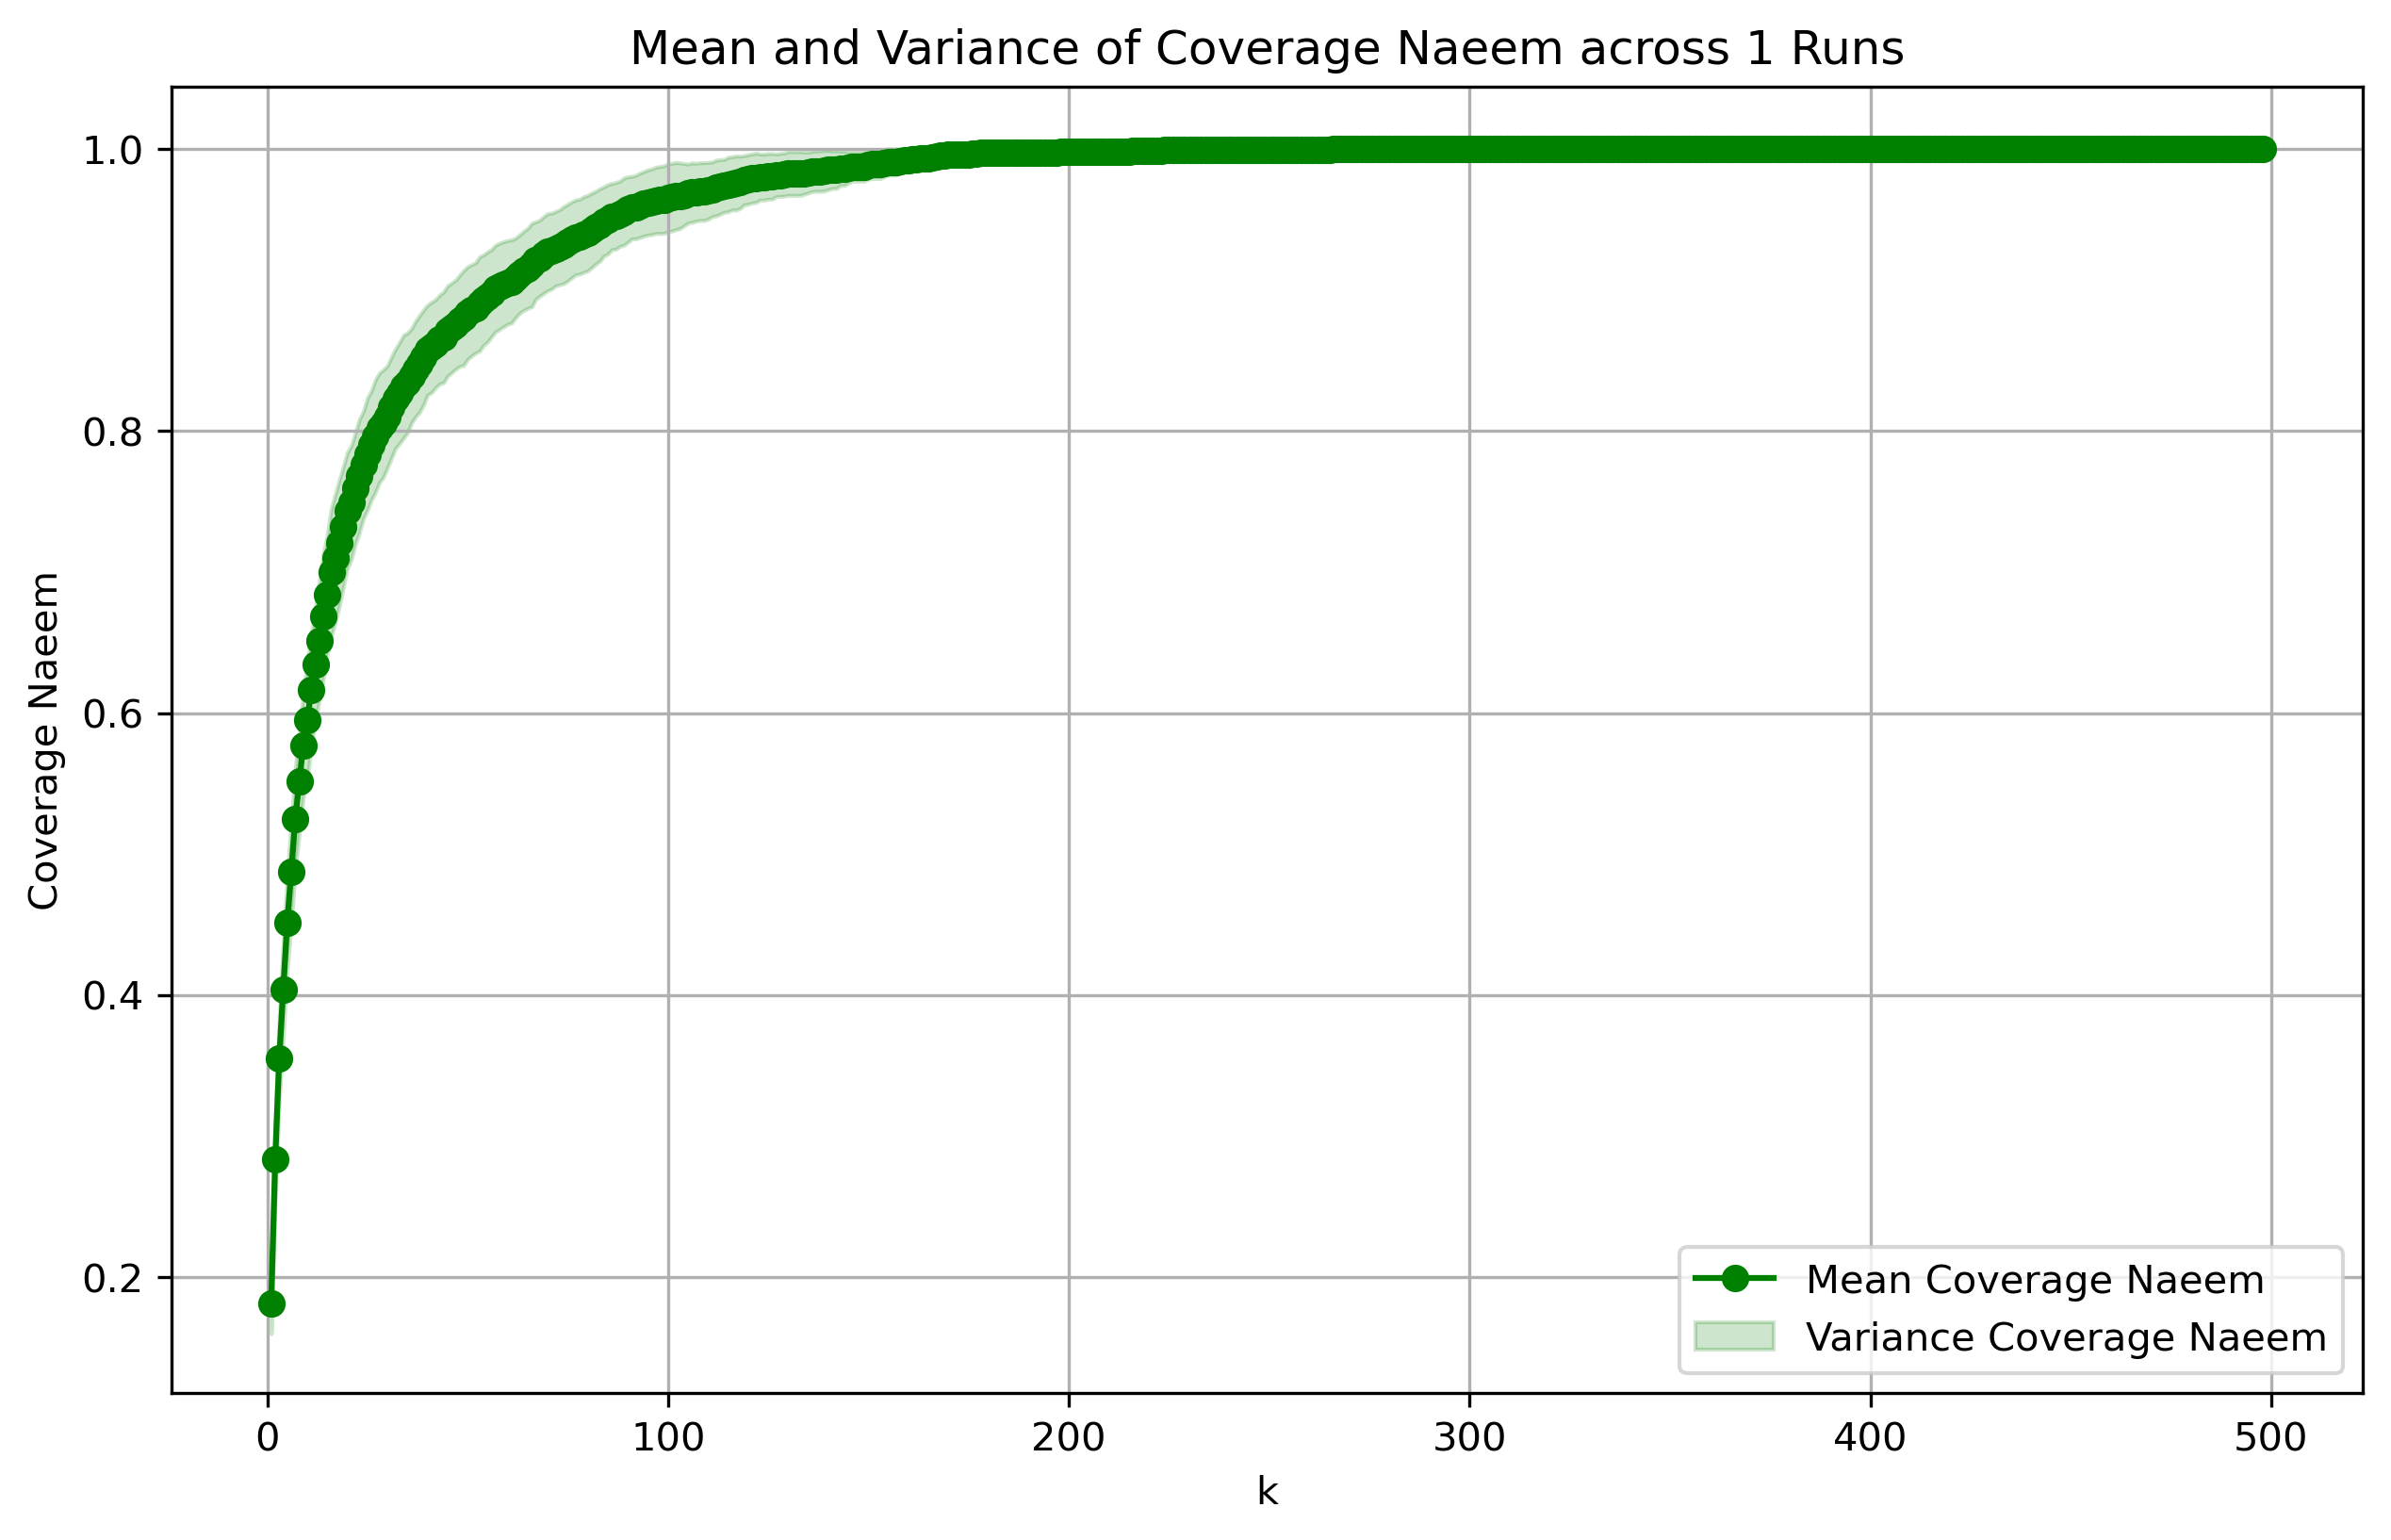 Mean and Variance of Coverage Naeem across 1 Runs
Coverage Naeem
1.0
0.8
0.6
0.4
0.2
0
100
200
300
400
500
k
Mean Coverage Naeem
Variance Coverage Naeem